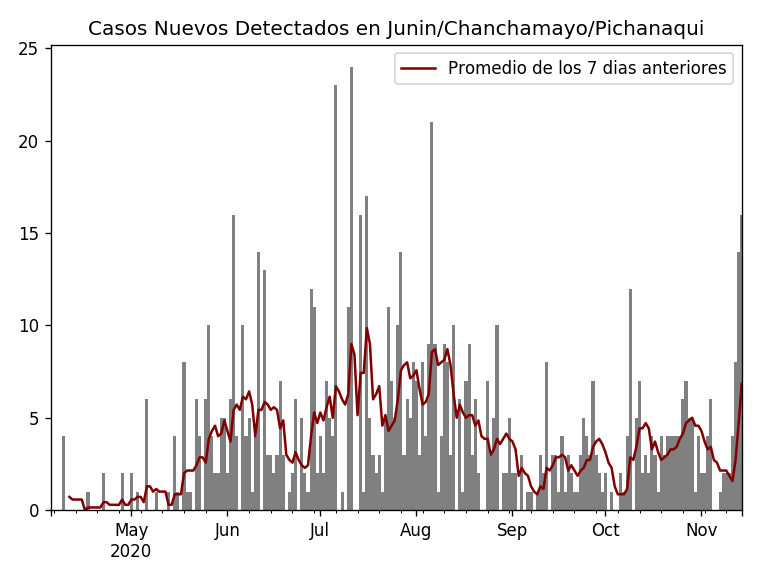 Casos Nuevos Detectados en Junin/Chanchamayo/Pichanaqui
Promedio de los 7 dias anteriores
25
20
15
10
5
0
May Jun Jul Aug Sep Oct Nov
2020